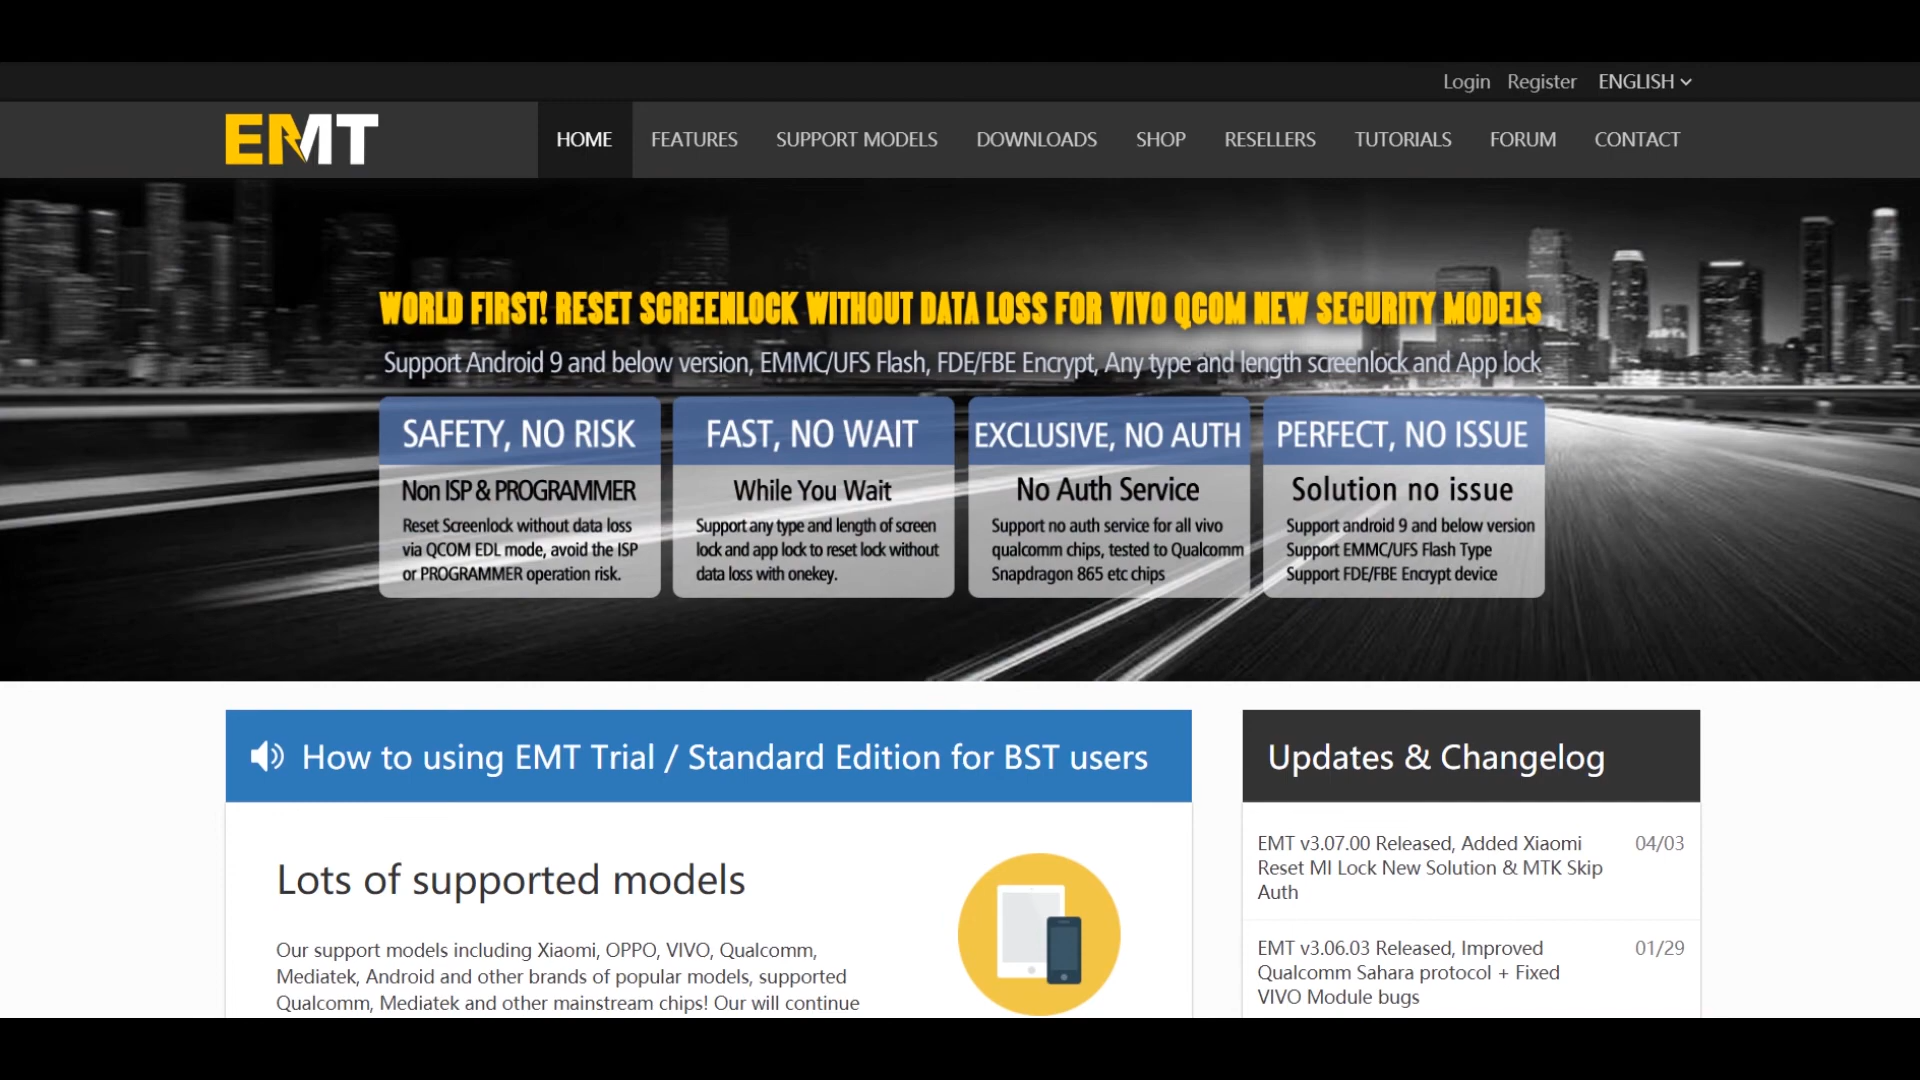 Login Register ENGLISH
EMT
HOME FEATURES SUPPORT MODELS DOWNLOADS SHOP RESELLERS TUTORIALS FORUM CONTACT
WORLD FIRST! RESET SCREENLOCK WITHOUT DATA LOSS FOR VIVO QCOM NEW SECURITY MODELS
Support Android 9 and below version, EMMC/UFS Flash, FDE/FBE Encrypt, Any type and length screenlock and App lock
SAFETY, NO RISK
Non ISP & PROGRAMMER
Reset Screenlock without data loss
via QCOM EDL mode, avoid the ISP
or PROGRAMMER operation risk.
FAST, NO WAIT
While You Wait
Support any type and length of screen
lock and app lock to reset lock without
data loss with onekey.
EXCLUSIVE, NO AUTH
No Auth Service
Support no auth service for all vivo
qualcomm chips, tested to Qualcomm
Snapdragon 865 etc chips
PERFECT, NO ISSUE
Solution no issue
Support android 9 and below version
Support EMMC/UFS Flash Type
Support FDE/FBE Encrypt device
How to using EMT Trial / Standard Edition for BST users
Lots of supported models
Our support models including Xiaomi, OPPO, VIVO, Qualcomm,
Mediatek, Android and other brands of popular models, supported
Qualcomm, Mediatek and other mainstream chips! Our will continue
Updates & Changelog
EMT v3.07.00 Released, Added Xiaomi 04/03
Reset MI Lock New Solution & MTK Skip
Auth
EMT v3.06.03 Released, Improved 01/29
Qualcomm Sahara protocol + Fixed
VIVO Module bugs